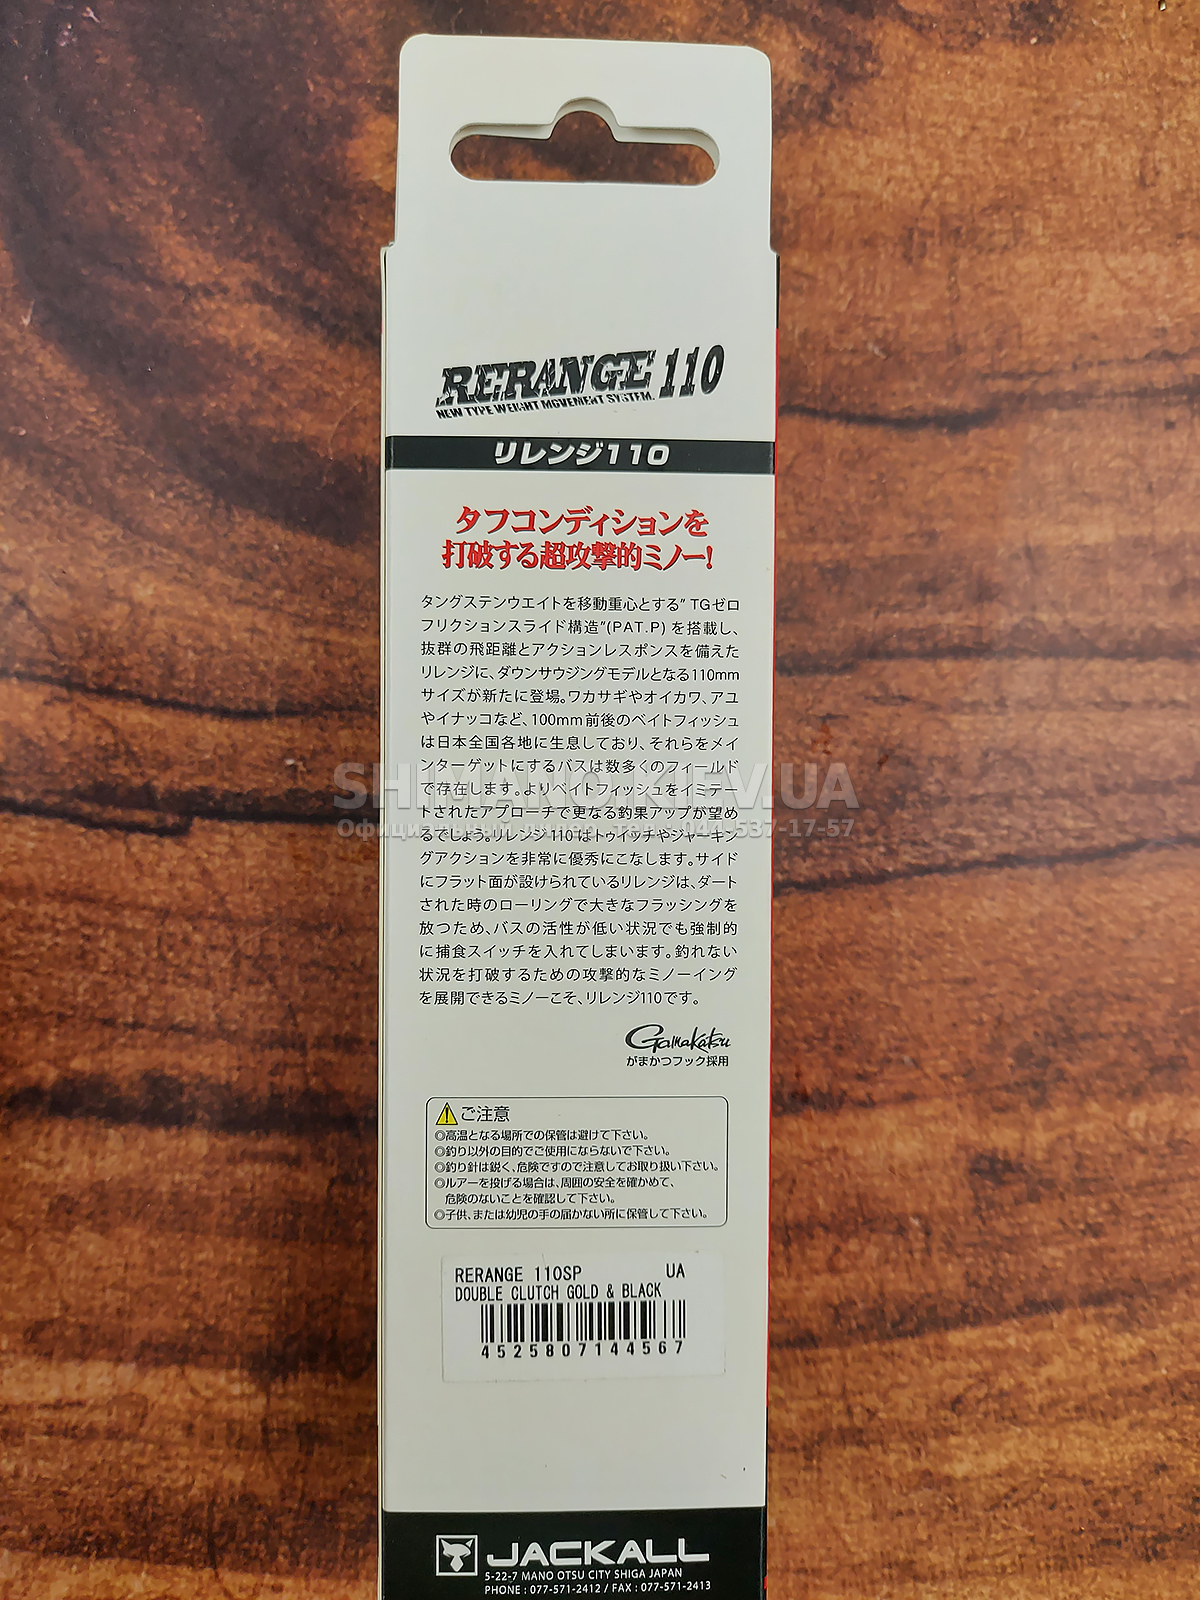 RERANGE 110
NEW TYPE WEIGHT MOVEMENT SYSTEM.
リレンジ110
タフコンディションを
打破する超攻撃的ミノー!
タングステンウエイトを移動重心とする"TGゼロ
フリクションスライド構造"(PAT.P)を搭載し、
抜群の飛距離とアクションレスポンスを備えた
リレンジに、ダウンサウジングモデルとなる110mm
サイズが新たに登場。ワカサギやオイカワ、アユ
やイナッコなど、100mm前後のベイトフィッシュ
は日本全国各地に生息しており、それらをメイ
ンターゲットにするバスは数多くのフィールド
で存在します。よりベイトフィッシュをイミテー
トされたアプローチで更なる釣果アップが望め
るでしょう。リレンジ110はトゥイッチやジャーキン
グアクションを非常に優秀にこなします。サイド
にフラット面が設けられているリレンジは、ダート
された時のローリングで大きなフラッシングを
放つため、バスの活性が低い状況でも強制的
に捕食スイッチを入れてしまいます。釣れない
状況を打破するための攻撃的なミノーイング
を展開できるミノーこそ、リレンジ110です。
SHIMANO.KIEV.UA
Официальный дилер тел. 044-537-17-57
Gamakatsu
がまかつフック採用
ご注意
◎高温となる場所での保管は避けて下さい。
◎釣り以外の目的でご使用にならないで下さい。
◎釣り針は鋭く、危険ですので注意してお取り扱い下さい。
◎ルアーを投げる場合は、周囲の安全を確かめて、
危険のないことを確認して下さい。
◎子供、または幼児の手の届かない所に保管して下さい。
RERANGE 110SP UA
DOUBLE CLUTCH GOLD & BLACK
4525807144567
JACKALL
5-22-7 MANO OTSU CITY SHIGA JAPAN
PHONE : 077-571-2412 / FAX : 077-571-2413